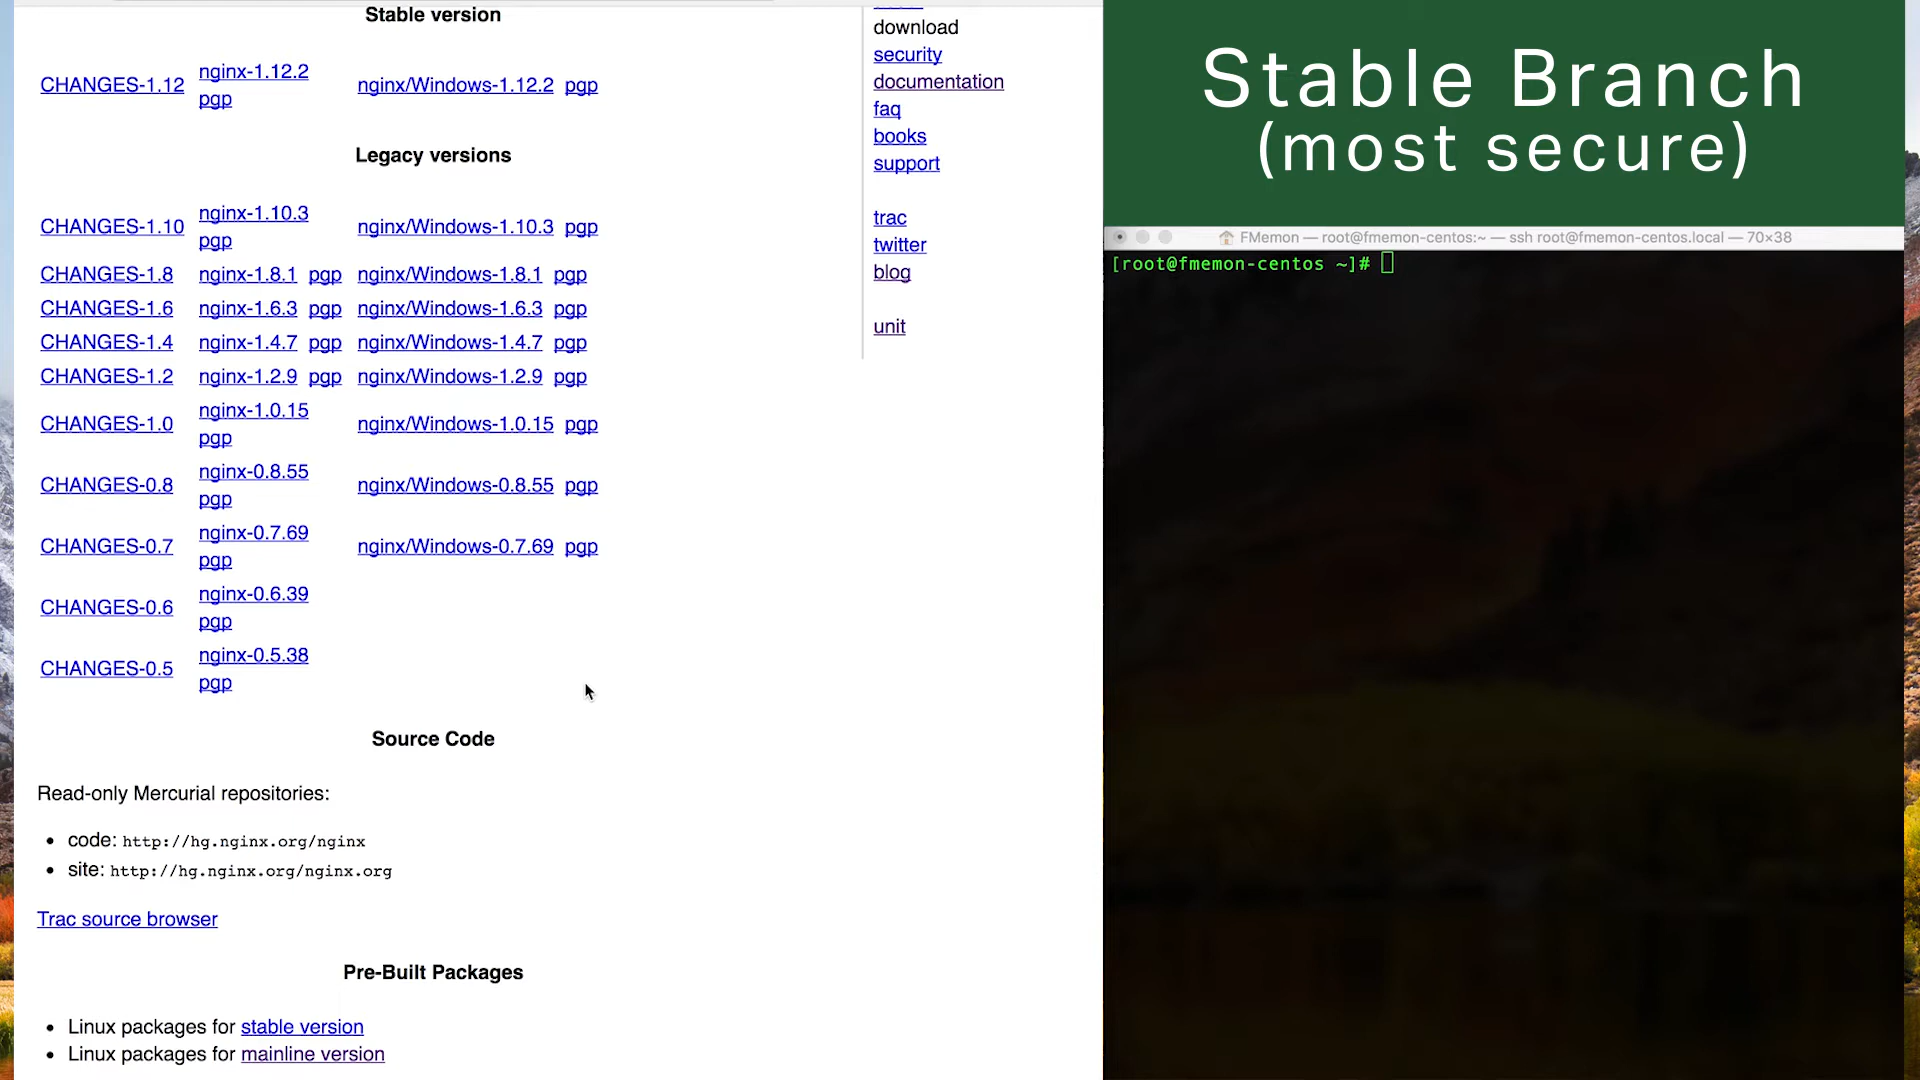 Stable version
CHANGES-1.12 nginx-1.12.2 pgp nginx/Windows-1.12.2 pgp
Legacy versions
CHANGES-1.10 nginx-1.10.3 pgp nginx/Windows-1.10.3 pgp
CHANGES-1.8 nginx-1.8.1 pgp nginx/Windows-1.8.1 pgp
CHANGES-1.6 nginx-1.6.3 pgp nginx/Windows-1.6.3 pgp
CHANGES-1.4 nginx-1.4.7 pgp nginx/Windows-1.4.7 pgp
CHANGES-1.2 nginx-1.2.9 pgp nginx/Windows-1.2.9 pgp
CHANGES-1.0 nginx-1.0.15 pgp nginx/Windows-1.0.15 pgp
CHANGES-0.8 nginx-0.8.55 pgp nginx/Windows-0.8.55 pgp
CHANGES-0.7 nginx-0.7.69 pgp nginx/Windows-0.7.69 pgp
CHANGES-0.6 nginx-0.6.39 pgp
CHANGES-0.5 nginx-0.5.38 pgp
Source Code
Read-only Mercurial repositories:
• code: http://hg.nginx.org/nginx
• site: http://hg.nginx.org/nginx.org
Trac source browser
Pre-Built Packages
• Linux packages for stable version
• Linux packages for mainline version
download
security
documentation
faq
books
support
trac
twitter
blog
unit
Stable Branch
(most secure)
FMemon — root@fmemon-centos:~ — ssh root@fmemon-centos.local — 70×38
[root@fmemon-centos ~]#